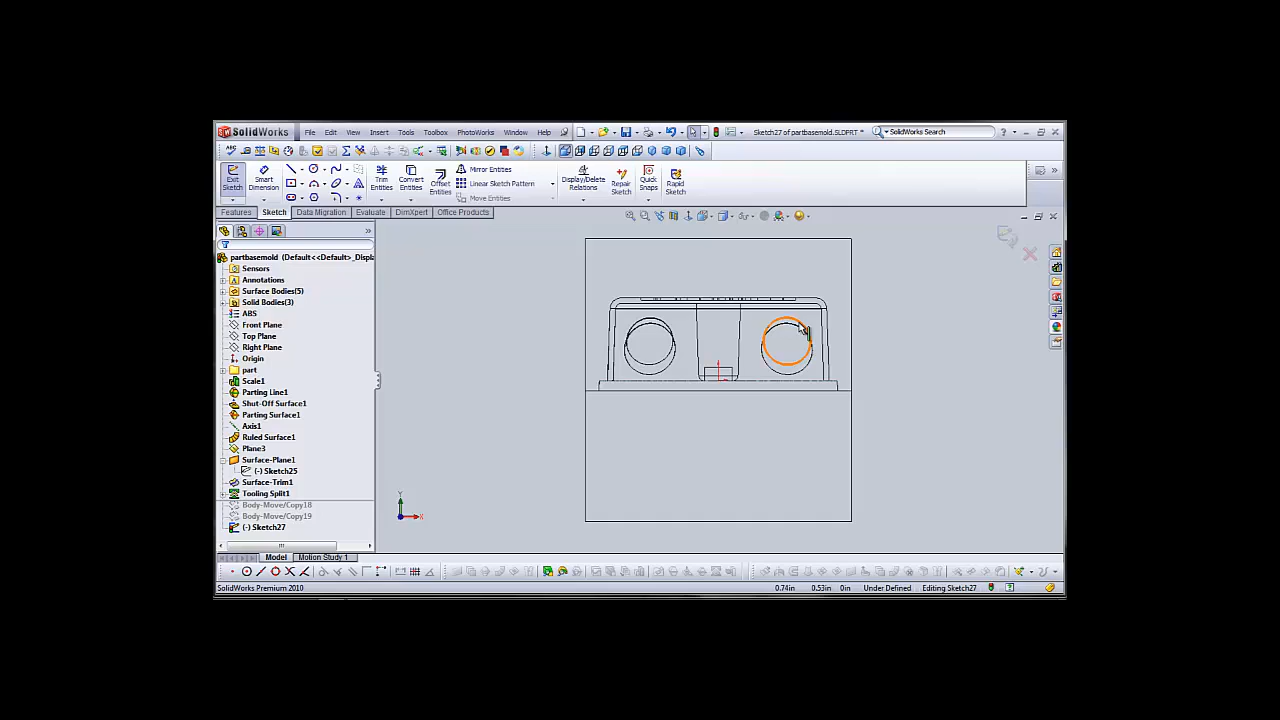 SolidWorks File Edit View Insert Tools Toolbox PhotoWorks Window Help Sketch27 of partbasemold.SLDPRT * SolidWorks Search
Exit Sketch Smart Dimension Trim Entities Convert Entities Offset Entities Mirror Entities Linear Sketch Pattern Move Entities Display/Delete Relations Repair Sketch Quick Snaps Rapid Sketch
Features Sketch Data Migration Evaluate DimXpert Office Products
partbasemold (Default<<Default>_Displa
Sensors
Annotations
Surface Bodies(5)
Solid Bodies(3)
ABS
Front Plane
Top Plane
Right Plane
Origin
part
Scale1
Parting Line1
Shut-Off Surface1
Parting Surface1
Axis1
Ruled Surface1
Plane3
Surface-Plane1
(-) Sketch25
Surface-Trim1
Tooling Split1
Body-Move/Copy18
Body-Move/Copy19
(-) Sketch27
Y
X
Model Motion Study 1
SolidWorks Premium 2010 0.74in 0.53in 0in Under Defined Editing Sketch27